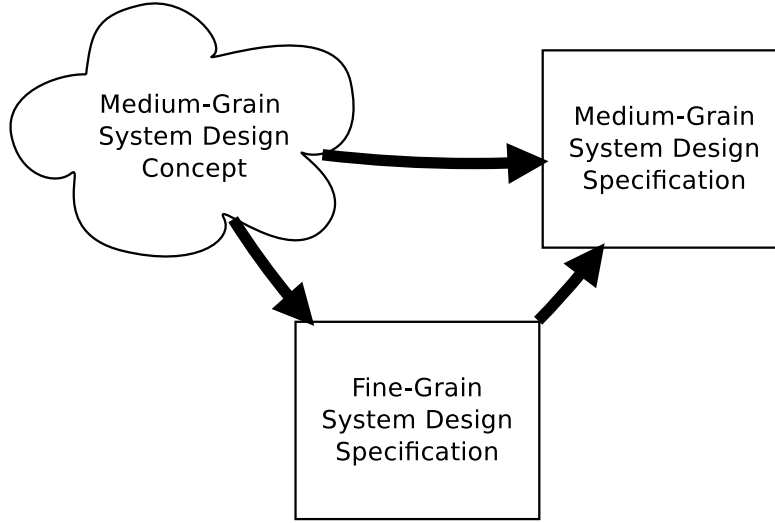 Medium-Grain
System Design
Concept
Medium-Grain
System Design
Specification
Fine-Grain
System Design
Specification